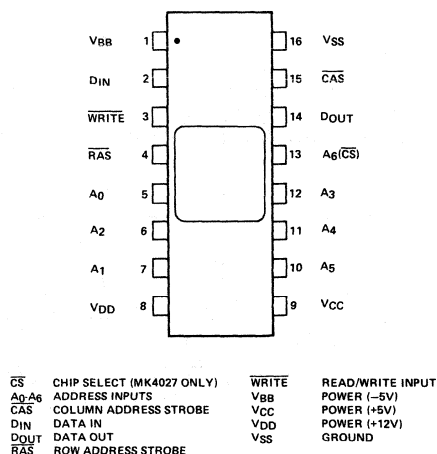 VBB 1 16 VSS
DIN 2 15 CAS
WRITE 3 14 DOUT
RAS 4 13 A6(CS)
A0 5 12 A3
A2 6 11 A4
A1 7 10 A5
VDD 8 9 VCC
CS CHIP SELECT (MK4027 ONLY) WRITE READ/WRITE INPUT
A0-A6 ADDRESS INPUTS VBB POWER (−5V)
CAS COLUMN ADDRESS STROBE VCC POWER (+5V)
DIN DATA IN VDD POWER (+12V)
DOUT DATA OUT VSS GROUND
RAS ROW ADDRESS STROBE